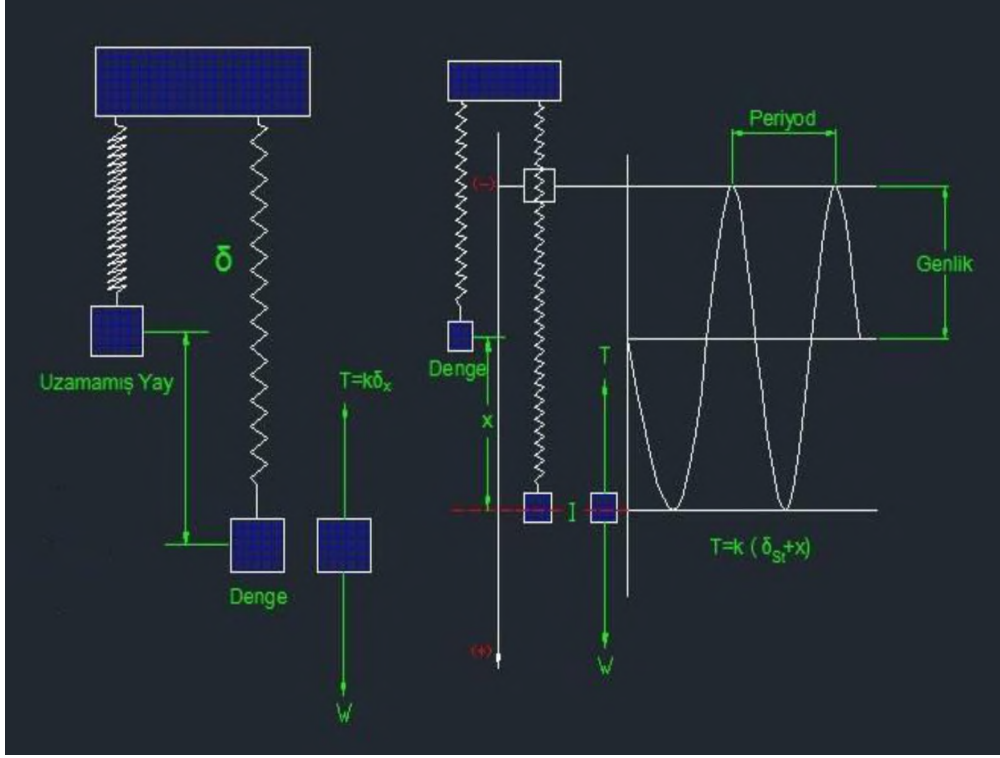 δ
Uzamamış Yay
T=kδx
Denge
W
Periyod
(-)
Genlik
Denge
T
x
I
T=k ( δSt+x)
(+)
W